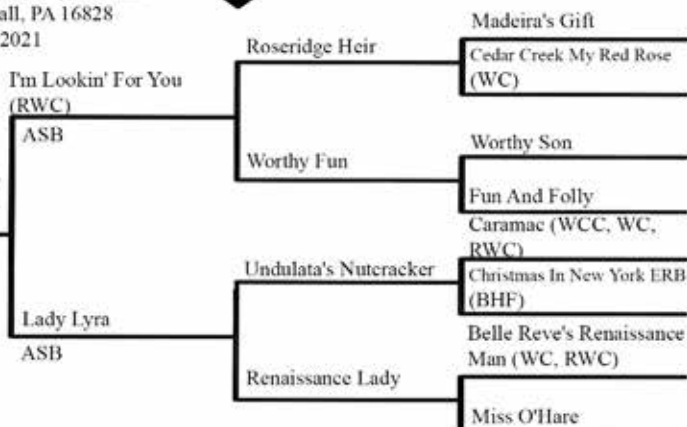 all, PA 16828
2021
I'm Lookin' For You
(RWC)
ASB
Lady Lyra
ASB
Roseridge Heir
Worthy Fun
Undulata's Nutcracker
Renaissance Lady
Madeira's Gift
Cedar Creek My Red Rose
(WC)
Worthy Son
Fun And Folly
Caramac (WCC, WC,
RWC)
Christmas In New York ERB
(BHF)
Belle Reve's Renaissance
Man (WC, RWC)
Miss O'Hare